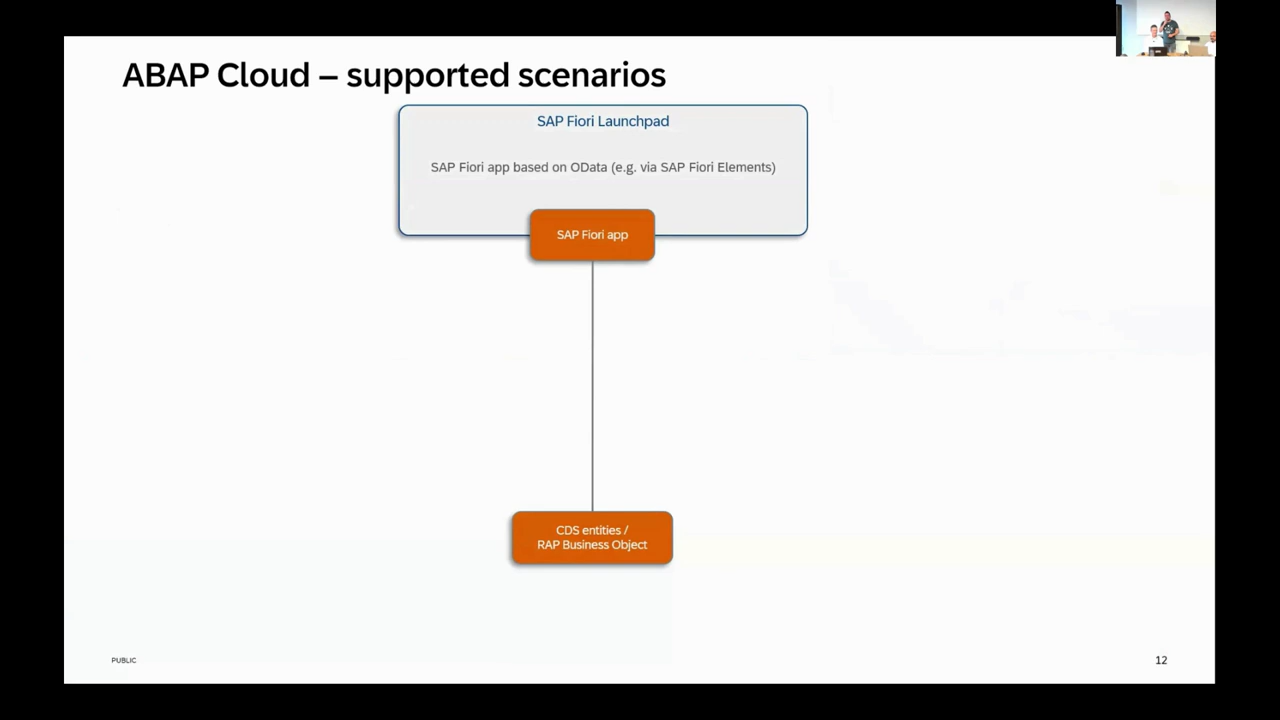 ABAP Cloud – supported scenarios
SAP Fiori Launchpad
SAP Fiori app based on OData (e.g. via SAP Fiori Elements)
SAP Fiori app
CDS entities /
RAP Business Object
PUBLIC
12